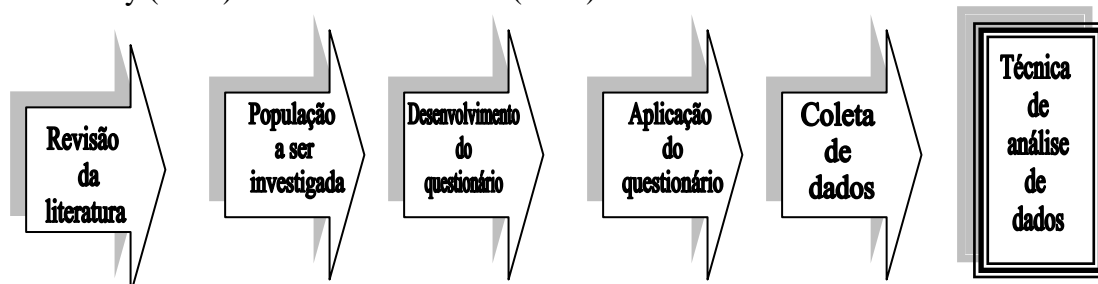 Revisão
da
literatura
População
a ser
investigada
Desenvolvimento
do
questionário
Aplicação
do
questionário
Coleta
de
dados
Técnica
de
análise
de
dados